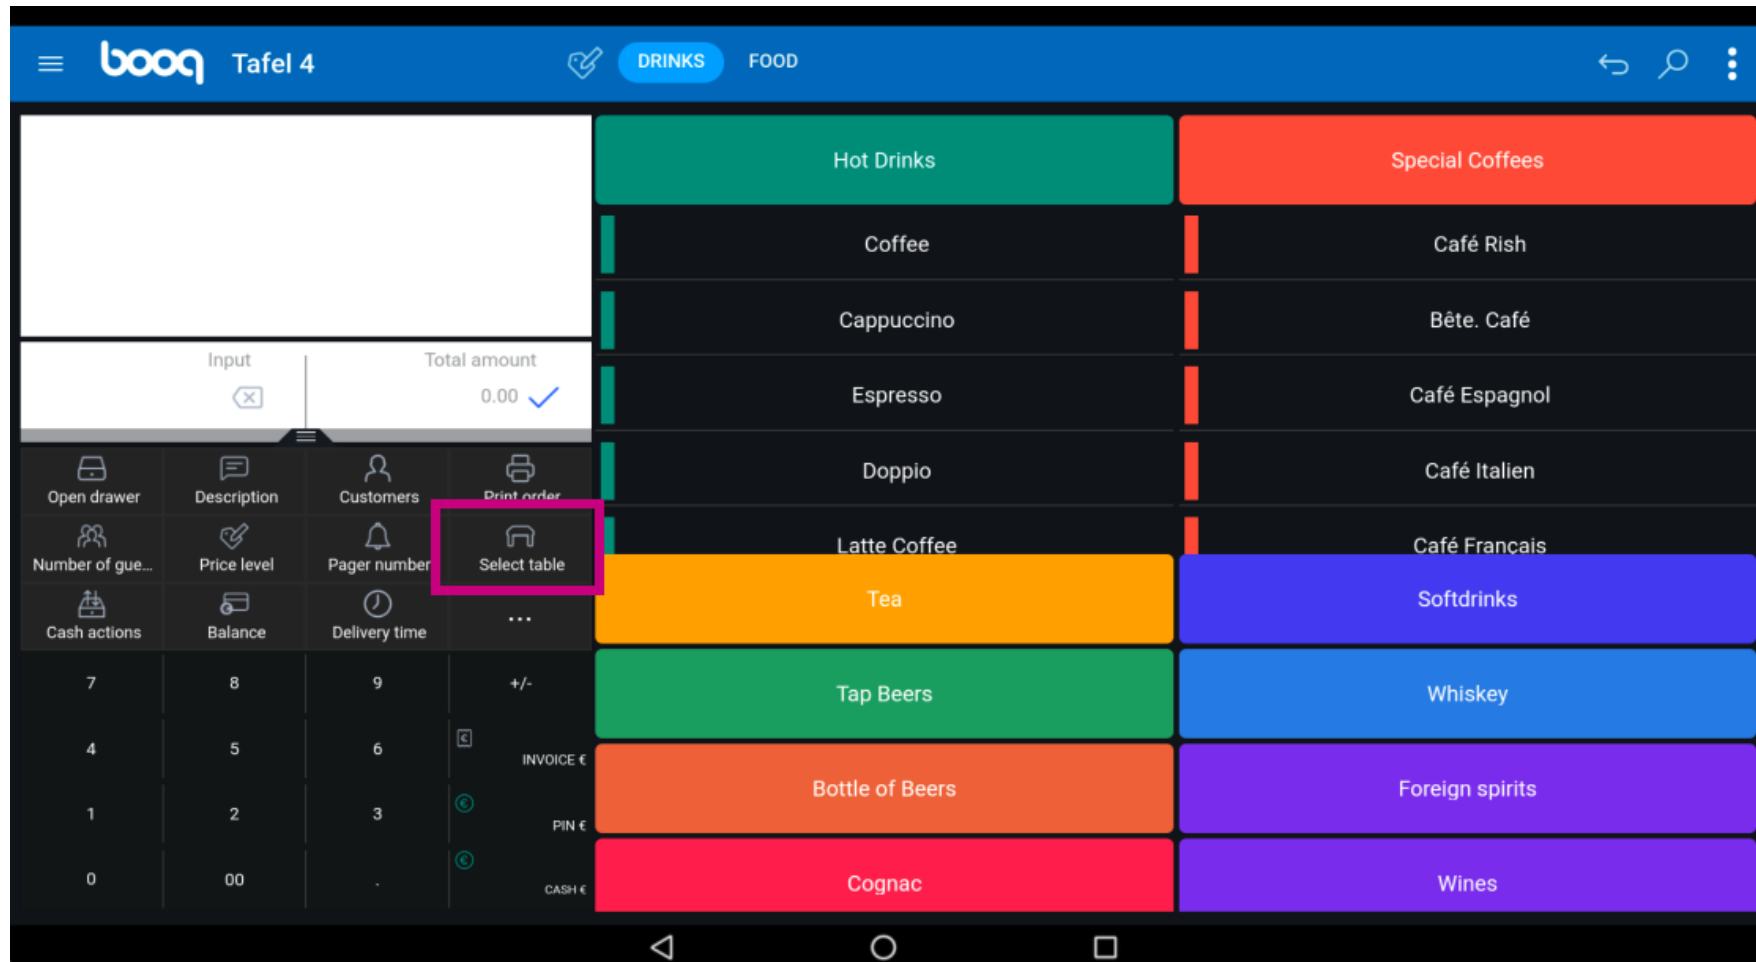 booq
Tafel 4
DRINKS
FOOD
Hot Drinks
Special Coffees
Coffee
Café Rish
Cappuccino
Bête. Café
Espresso
Café Espagnol
Doppio
Café Italien
Latte Coffee
Café Français
Tea
Softdrinks
Tap Beers
Whiskey
Bottle of Beers
Foreign spirits
Cognac
Wines
Input
Total amount
0.00
Open drawer
Description
Customers
Print order
Number of gue...
Price level
Pager number
Select table
Cash actions
Balance
Delivery time
...
7 8 9 +/-
4 5 6 INVOICE €
1 2 3 PIN €
0 00 . CASH €